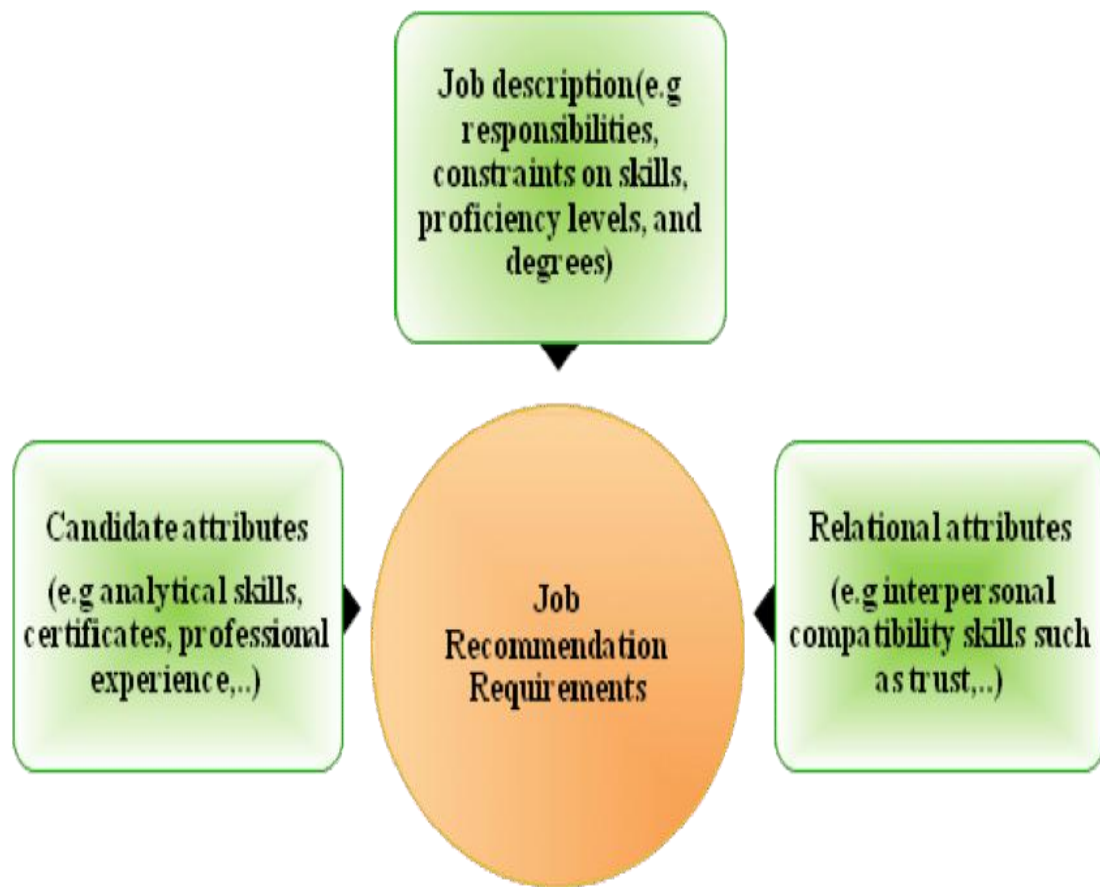 Job description(e.g
responsibilities,
constraints on skills,
proficiency levels, and
degrees)
Candidate attributes
(e.g analytical skills,
certificates, professional
experience,..)
Job
Recommendation
Requirements
Relational attributes
(e.g interpersonal
compatibility skills such
as trust,..)